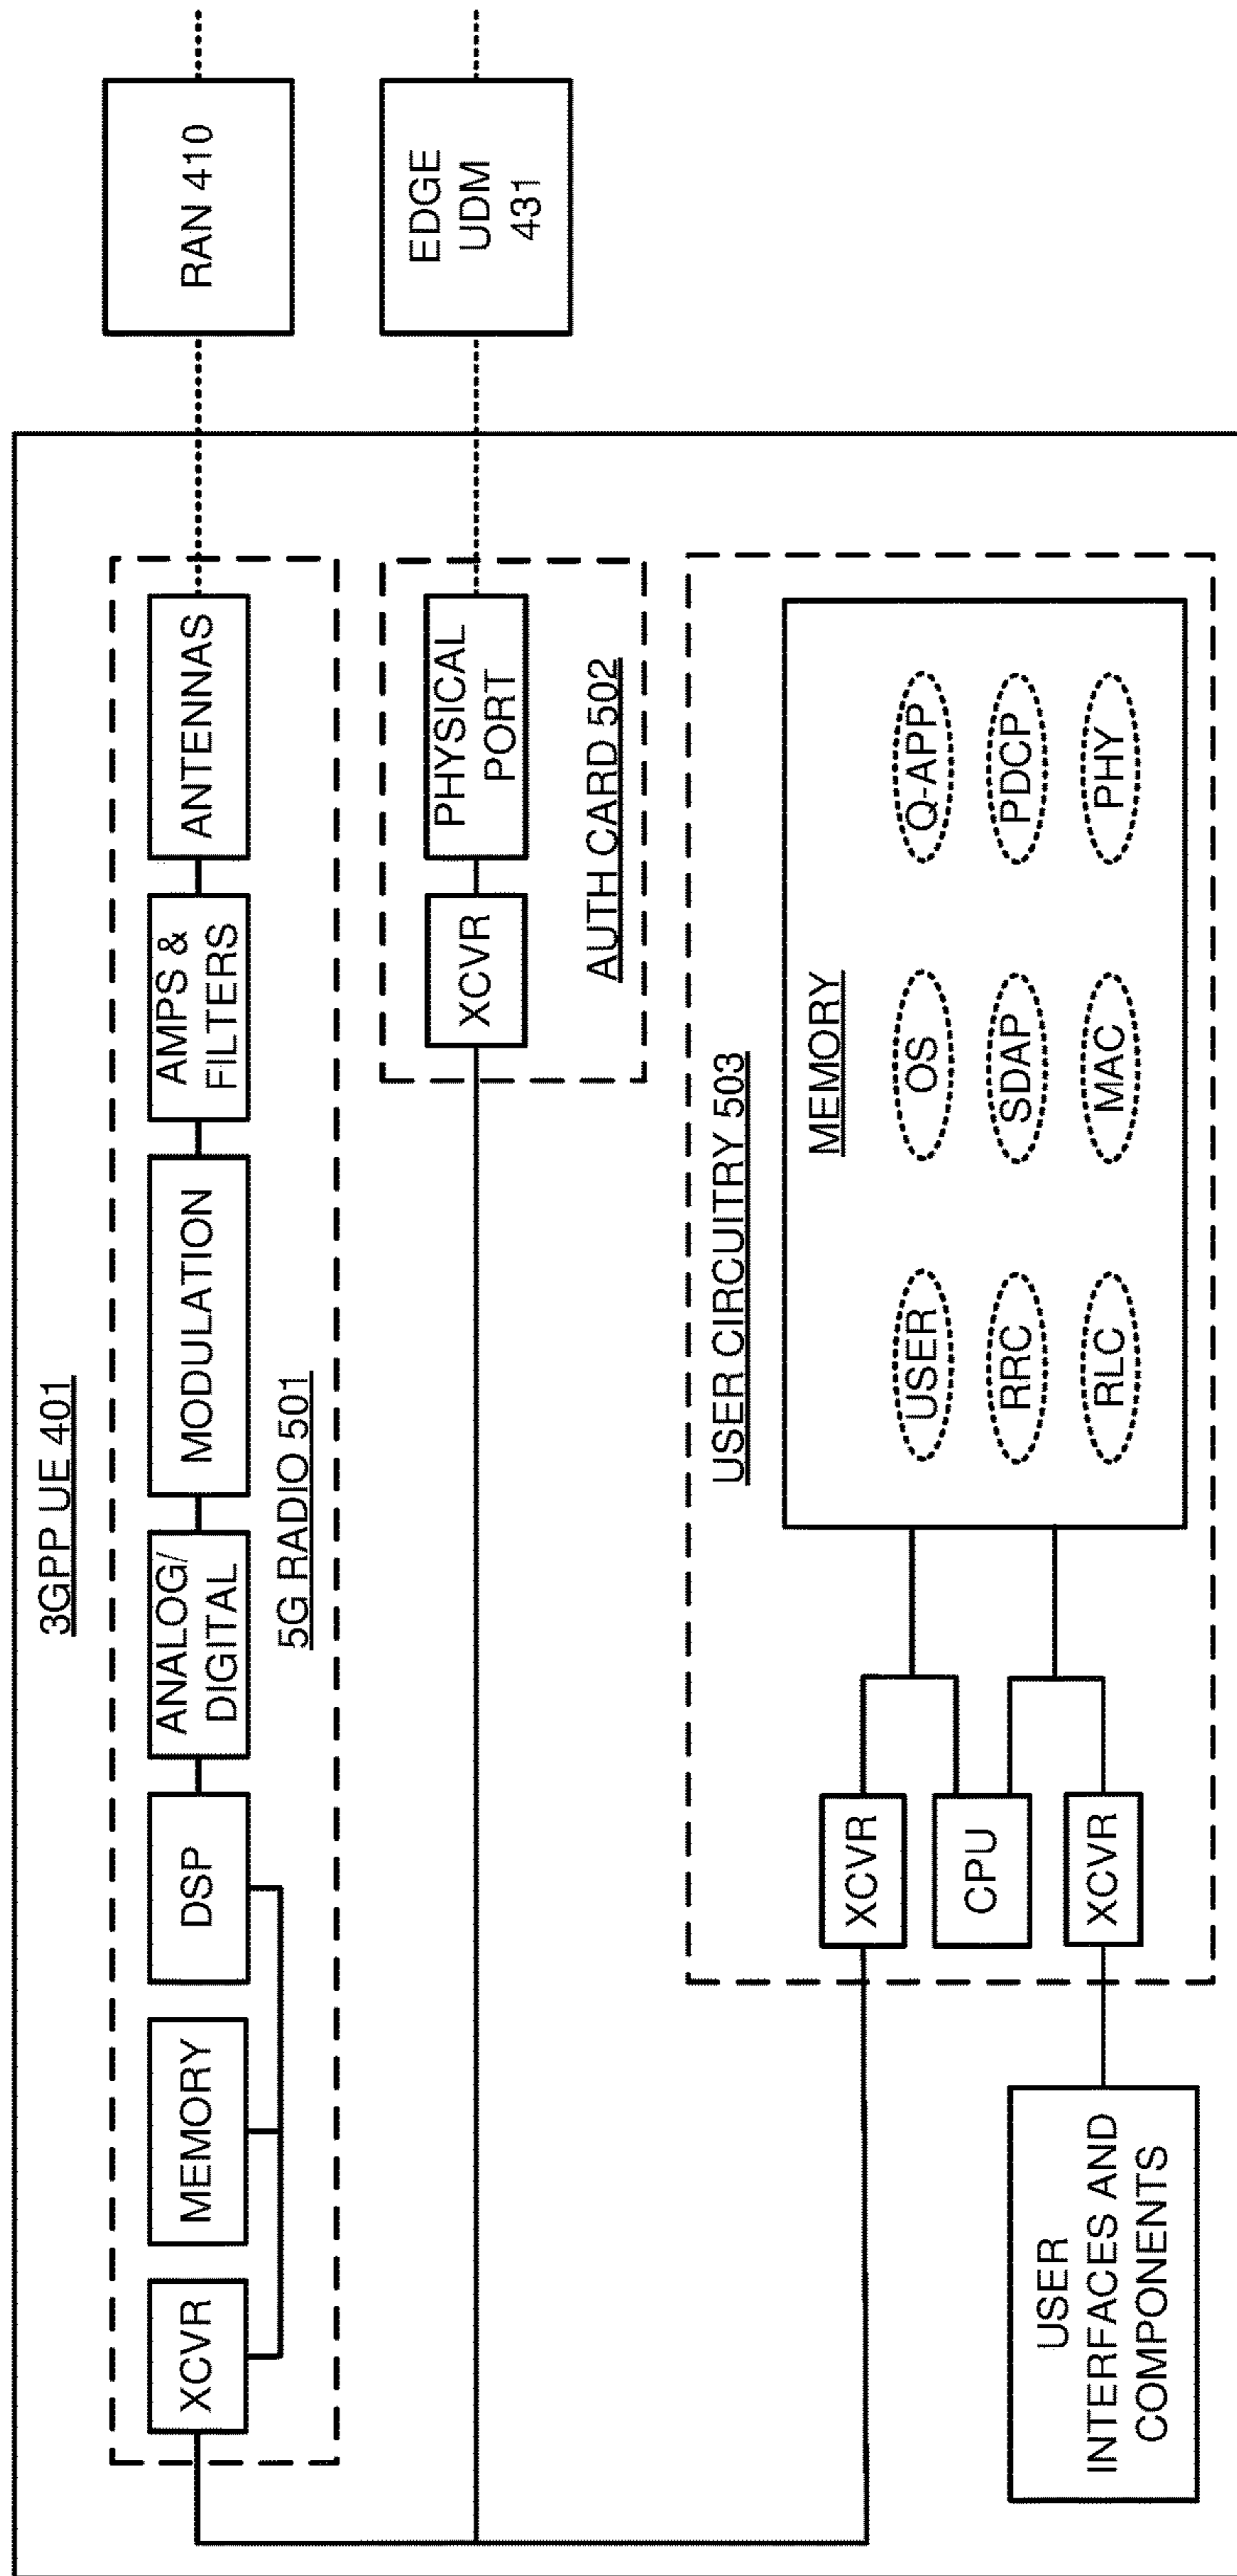 3GPP UE 401
XCVR
MEMORY
DSP
ANALOG/
DIGITAL
MODULATION
AMPS &
FILTERS
ANTENNAS
RAN 410
5G RADIO 501
XCVR
PHYSICAL
PORT
EDGE
UDM
431
AUTH CARD 502
USER CIRCUITRY 503
MEMORY
XCVR
CPU
XCVR
USER
OS
Q-APP
RRC
SDAP
PDCP
RLC
MAC
PHY
USER
INTERFACES AND
COMPONENTS